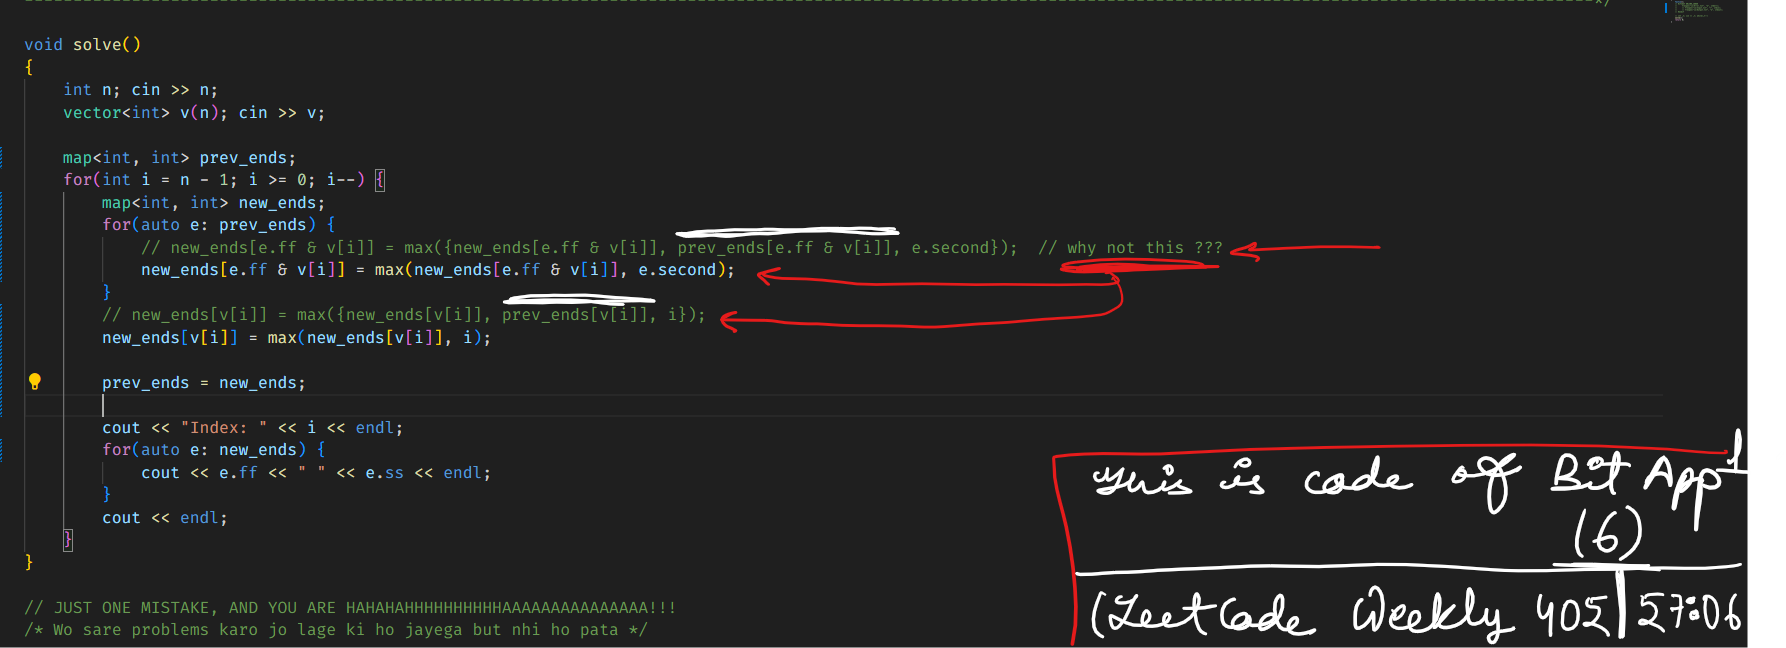 void solve()
{
int n; cin >> n;
vector<int> v(n); cin >> v;
map<int, int> prev_ends;
for(int i = n - 1; i >= 0; i--) {
map<int, int> new_ends;
for(auto e: prev_ends) {
// new_ends[e.ff & v[i]] = max({new_ends[e.ff & v[i]], prev_ends[e.ff & v[i]], e.second}); // why not this ???
new_ends[e.ff & v[i]] = max(new_ends[e.ff & v[i]], e.second);
}
// new_ends[v[i]] = max({new_ends[v[i]], prev_ends[v[i]], i});
new_ends[v[i]] = max(new_ends[v[i]], i);
prev_ends = new_ends;
cout << "Index: " << i << endl;
for(auto e: new_ends) {
cout << e.ff << " " << e.ss << endl;
}
cout << endl;
}
}
This is code of Bit App
(6)
(LeetCode Weekly 405 | 57:06
// JUST ONE MISTAKE, AND YOU ARE HAHAHAHHHHHHHHHHAAAAAAAAAAAAAAA!!!
/* Wo sare problems karo jo lage ki ho jayega but nhi ho pata */